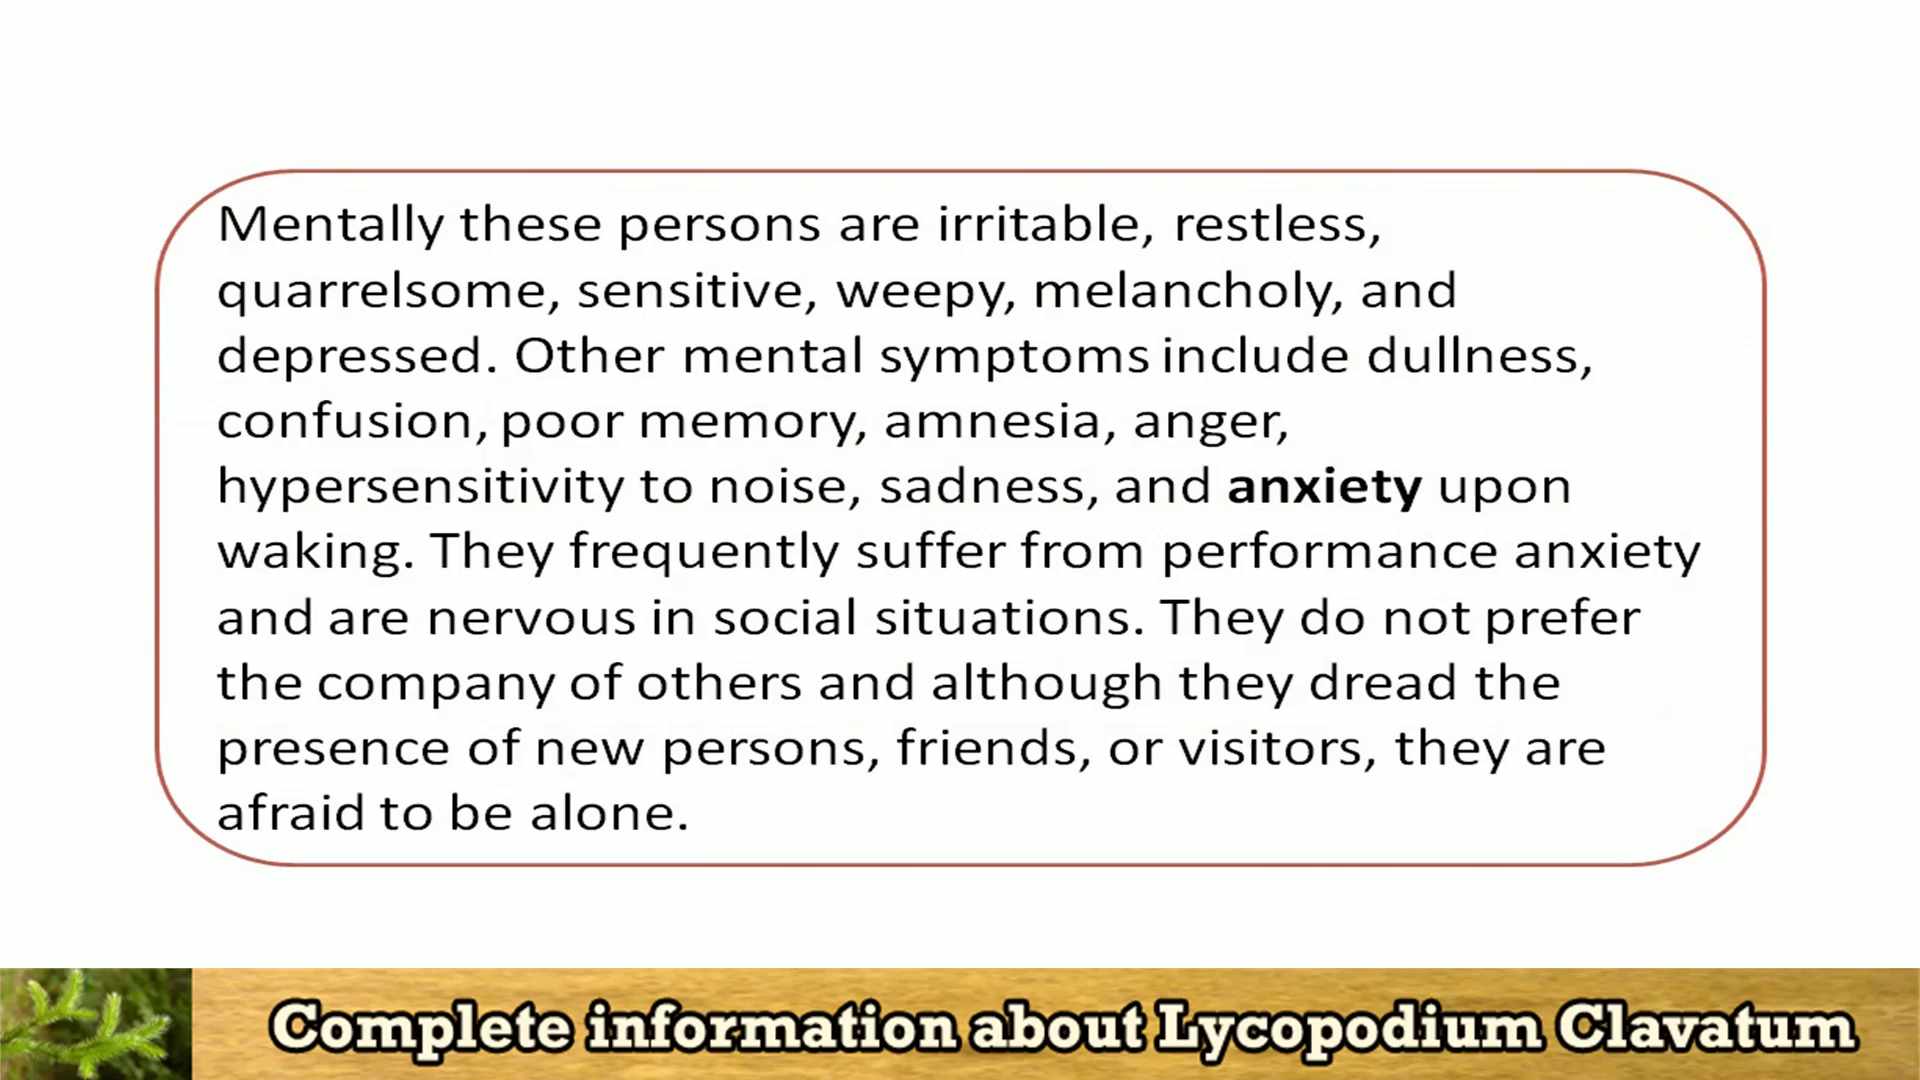 Mentally these persons are irritable, restless,
quarrelsome, sensitive, weepy, melancholy, and
depressed. Other mental symptoms include dullness,
confusion, poor memory, amnesia, anger,
hypersensitivity to noise, sadness, and anxiety upon
waking. They frequently suffer from performance anxiety
and are nervous in social situations. They do not prefer
the company of others and although they dread the
presence of new persons, friends, or visitors, they are
afraid to be alone.
Complete information about Lycopodium Clavatum